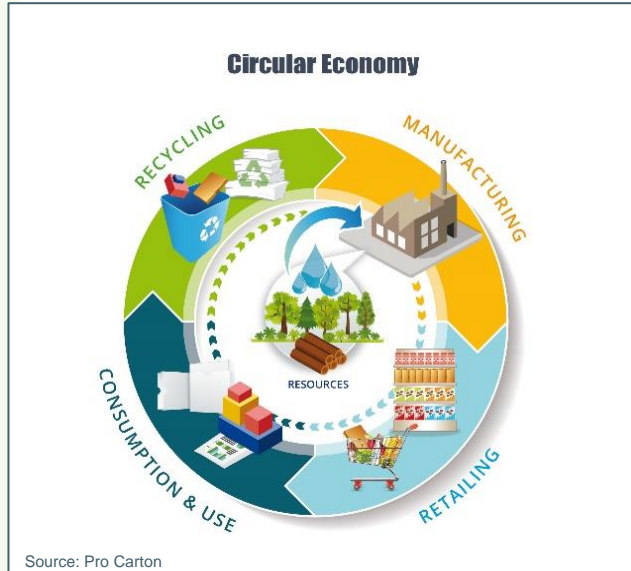 Circular Economy
RECYCLING
MANUFACTURING
RESOURCES
CONSUMPTION & USE
RETAILING
Source: Pro Carton